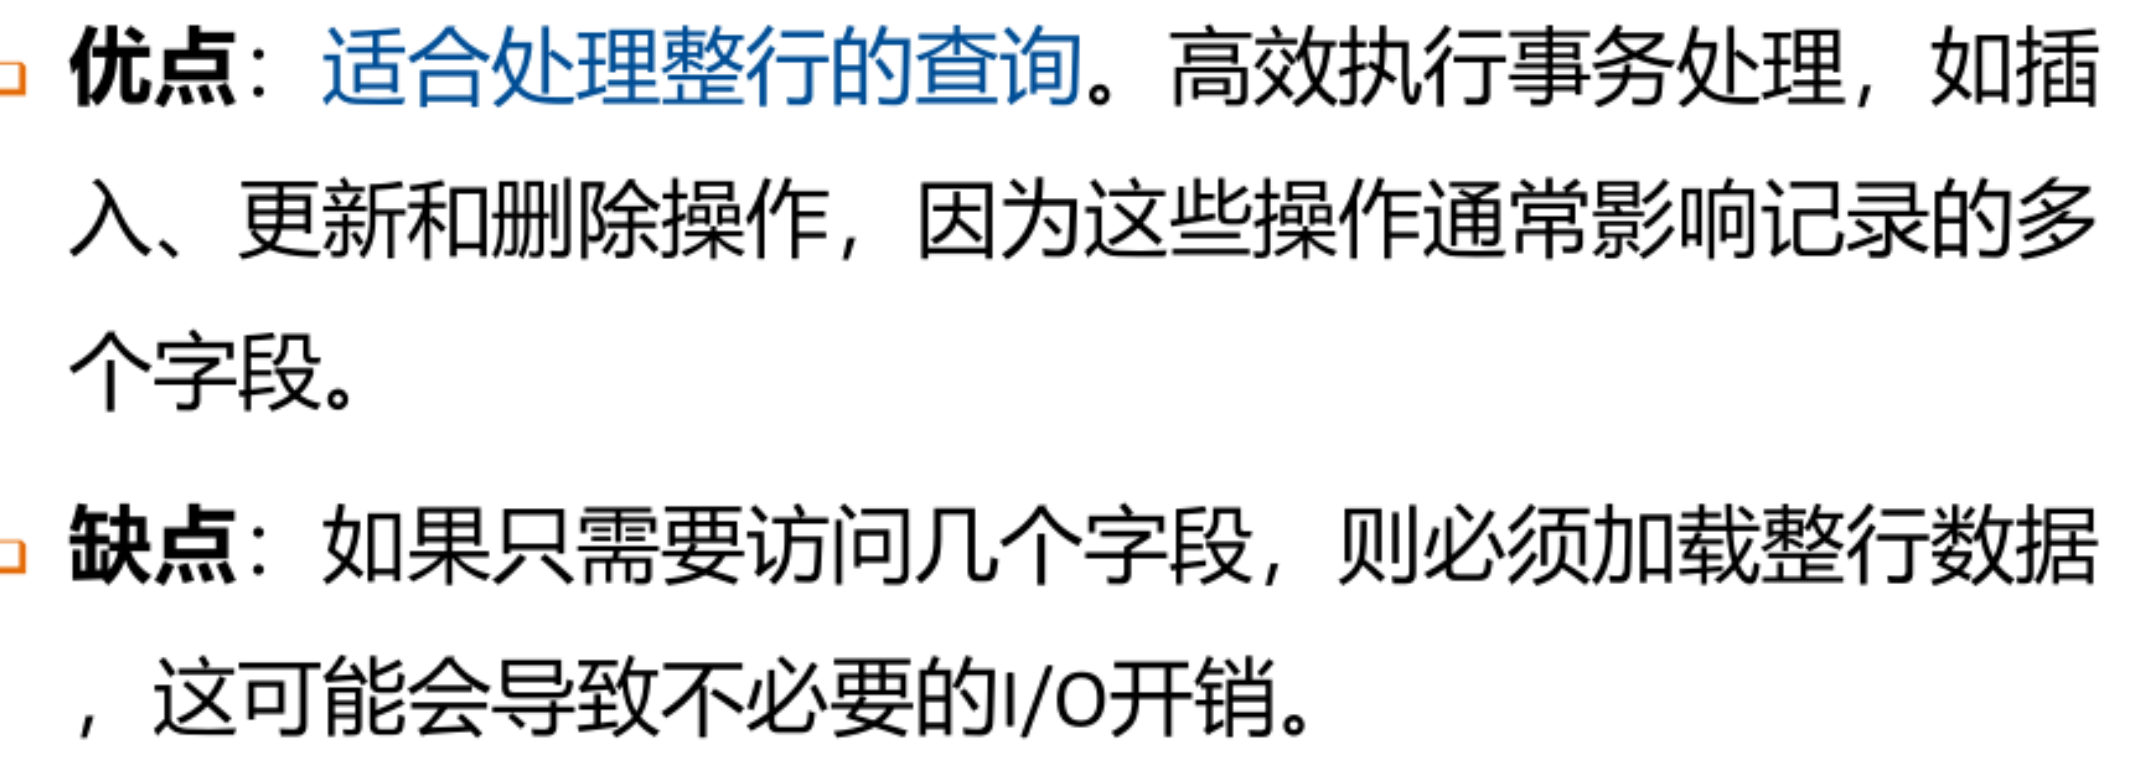 优点：适合处理整行的查询。高效执行事务处理，如插
入、更新和删除操作，因为这些操作通常影响记录的多
个字段。
缺点：如果只需要访问几个字段，则必须加载整行数据
，这可能会导致不必要的I/O开销。